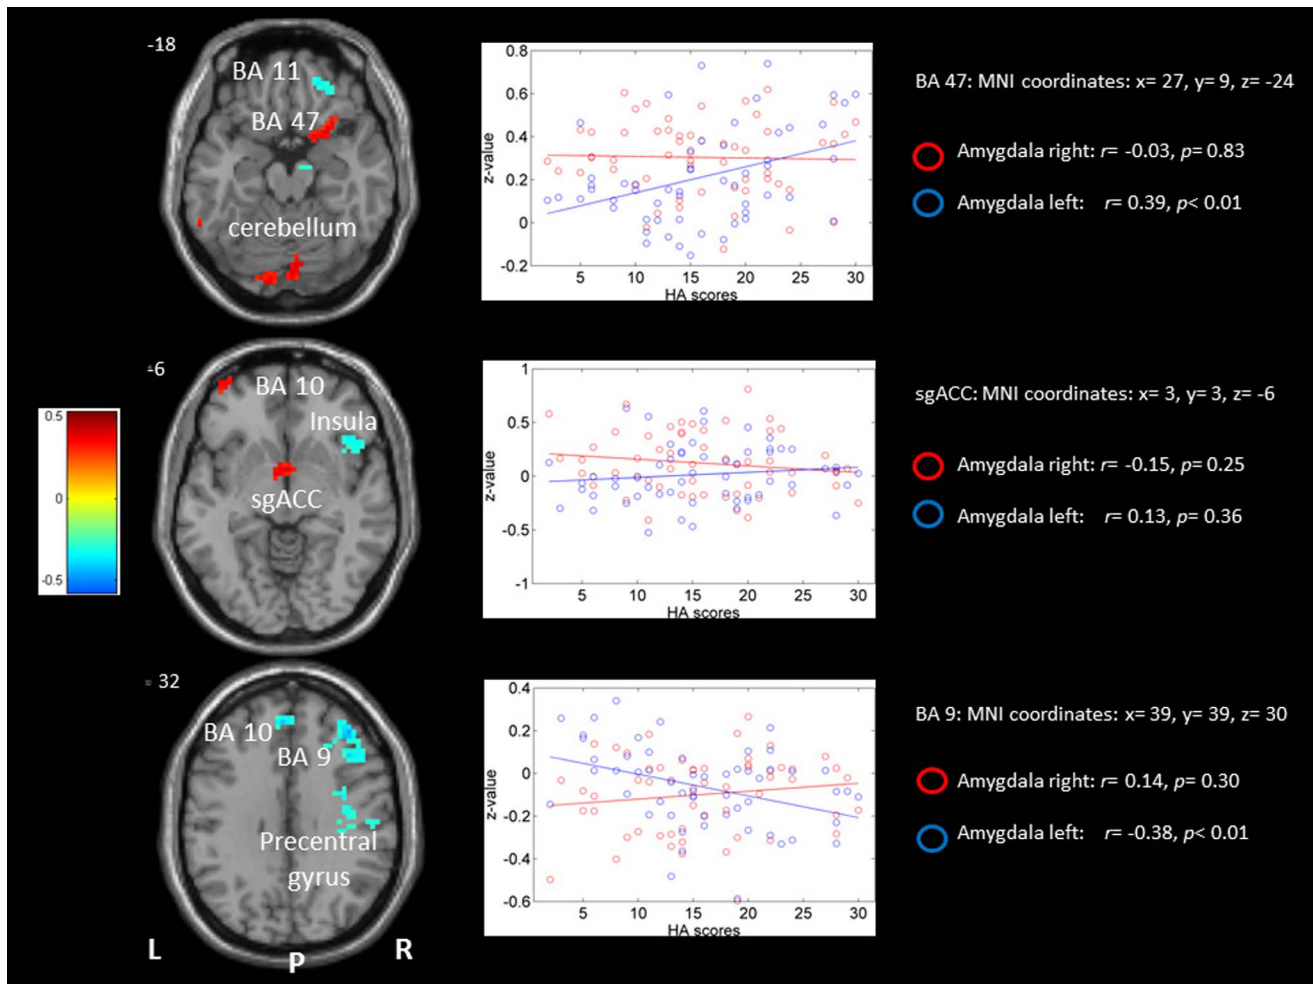 -18
BA 11
BA 47
cerebellum
0.8
0.6
0.4
0.2
0
-0.2
z-value
5 10 15 20 25 30
HA scores
BA 47: MNI coordinates: x= 27, y= 9, z= -24
Amygdala right: r= -0.03, p= 0.83
Amygdala left: r= 0.39, p< 0.01
-6
BA 10
Insula
sgACC
0.5
0
-0.5
1
0.5
0
-0.5
-1
z-value
5 10 15 20 25 30
HA scores
sgACC: MNI coordinates: x= 3, y= 3, z= -6
Amygdala right: r= -0.15, p= 0.25
Amygdala left: r= 0.13, p= 0.36
32
BA 10
BA 9
Precentral
gyrus
L P R
0.4
0.2
0
-0.2
-0.4
-0.6
z-value
5 10 15 20 25 30
HA scores
BA 9: MNI coordinates: x= 39, y= 39, z= 30
Amygdala right: r= 0.14, p= 0.30
Amygdala left: r= -0.38, p< 0.01